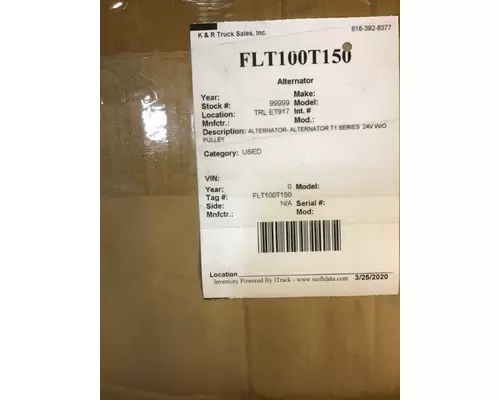 K & R Truck Sales, Inc. 616-392-8377
FLT100T150
Alternator
Year: Make:
Stock #: 99999 Model:
Location: TRL ET917 Int. #
Mnfctr.: Mod.:
Description: ALTERNATOR- ALTERNATOR T1 SERIES 24V W/O
PULLEY
Category: USED
VIN:
Year: 0 Model:
Tag #: FLT100T150
Side: N/A Serial #:
Mnfctr.: Mod:
Location
Inventory Powered By ITrack - www.isoftdata.com 3/25/2020